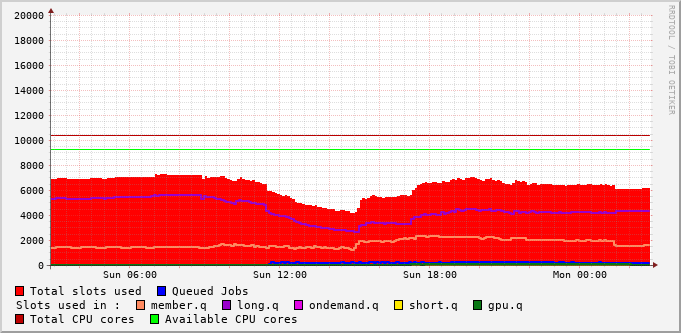 RRDTOOL / TOBI OETIKER
20000
18000
16000
14000
12000
10000
8000
6000
4000
2000
0
Sun 06:00 Sun 12:00 Sun 18:00 Mon 00:00
Total slots used Queued Jobs
Slots used in : member.q long.q ondemand.q short.q gpu.q
Total CPU cores Available CPU cores